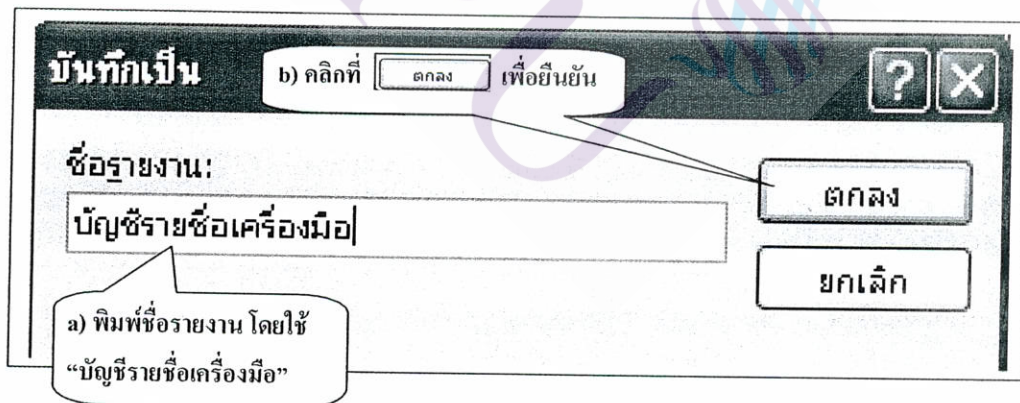 บันทึกเป็น
b) คลิกที่ ตกลง เพื่อยืนยัน
? X
ชื่อรายงาน:
ตกลง
บัญชีรายชื่อเครื่องมือ
ยกเลิก
a) พิมพ์ชื่อรายงาน โดยใช้
“บัญชีรายชื่อเครื่องมือ”